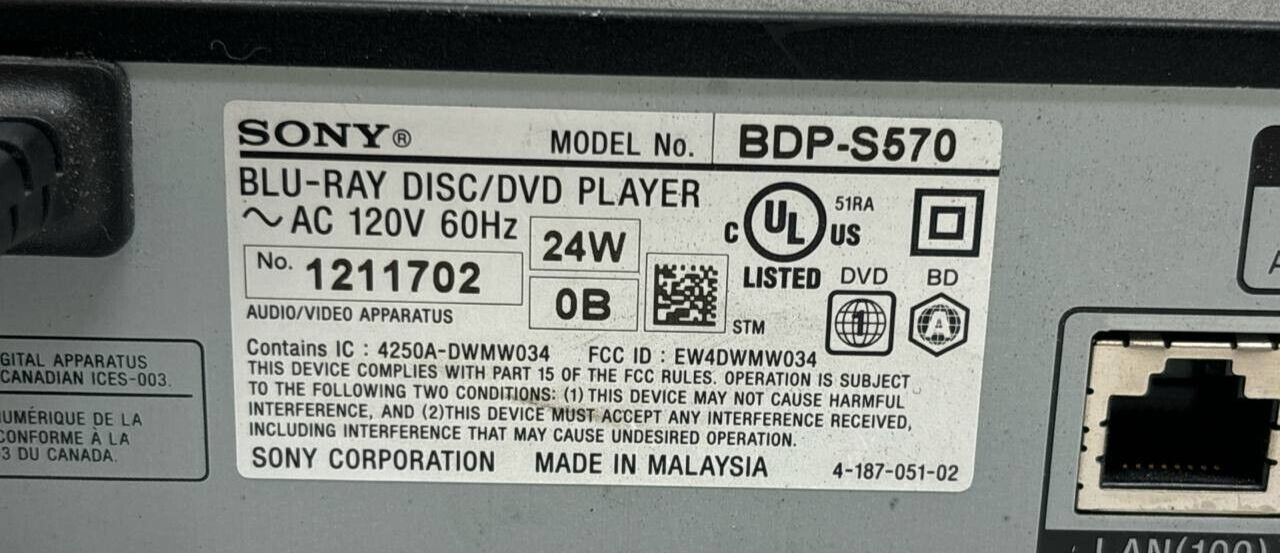 SONY® MODEL No. BDP-S570
BLU-RAY DISC/DVD PLAYER
∼ AC 120V 60Hz 24W
No. 1211702 0B
AUDIO/VIDEO APPARATUS
C UL US 51RA
LISTED DVD BD
1 A
STM
Contains IC : 4250A-DWMW034 FCC ID : EW4DWMW034
THIS DEVICE COMPLIES WITH PART 15 OF THE FCC RULES. OPERATION IS SUBJECT
TO THE FOLLOWING TWO CONDITIONS: (1) THIS DEVICE MAY NOT CAUSE HARMFUL
INTERFERENCE, AND (2)THIS DEVICE MUST ACCEPT ANY INTERFERENCE RECEIVED,
INCLUDING INTERFERENCE THAT MAY CAUSE UNDESIRED OPERATION.
SONY CORPORATION MADE IN MALAYSIA 4-187-051-02
APPARATUS
CANADIAN ICES-003.
DE LA
CONFORME À LA
3 DU CANADA.
LAN(100)